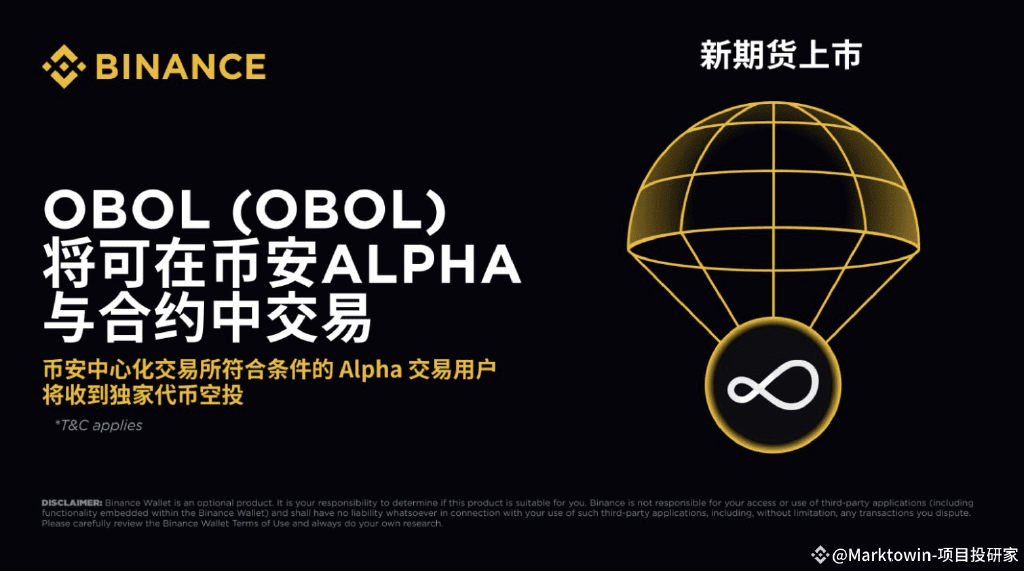 BINANCE
新期货上市
OBOL (OBOL)
将可在币安ALPHA
与合约中交易
币安中心化交易所符合条件的 Alpha 交易用户
将收到独家代币空投
*T&C applies
DISCLAIMER: Binance Wallet is an optional product. It is your responsibility to determine if this product is suitable for you. Binance is not responsible for your access or use of third-party applications (including
functionality embedded within the Binance Wallet) and shall have no liability whatsoever in connection with your use of such third-party applications, including, without limitation, any transactions you dispute.
Please carefully review the Binance Wallet Terms of Use and always do your own research.
@Marktowin-项目投研家